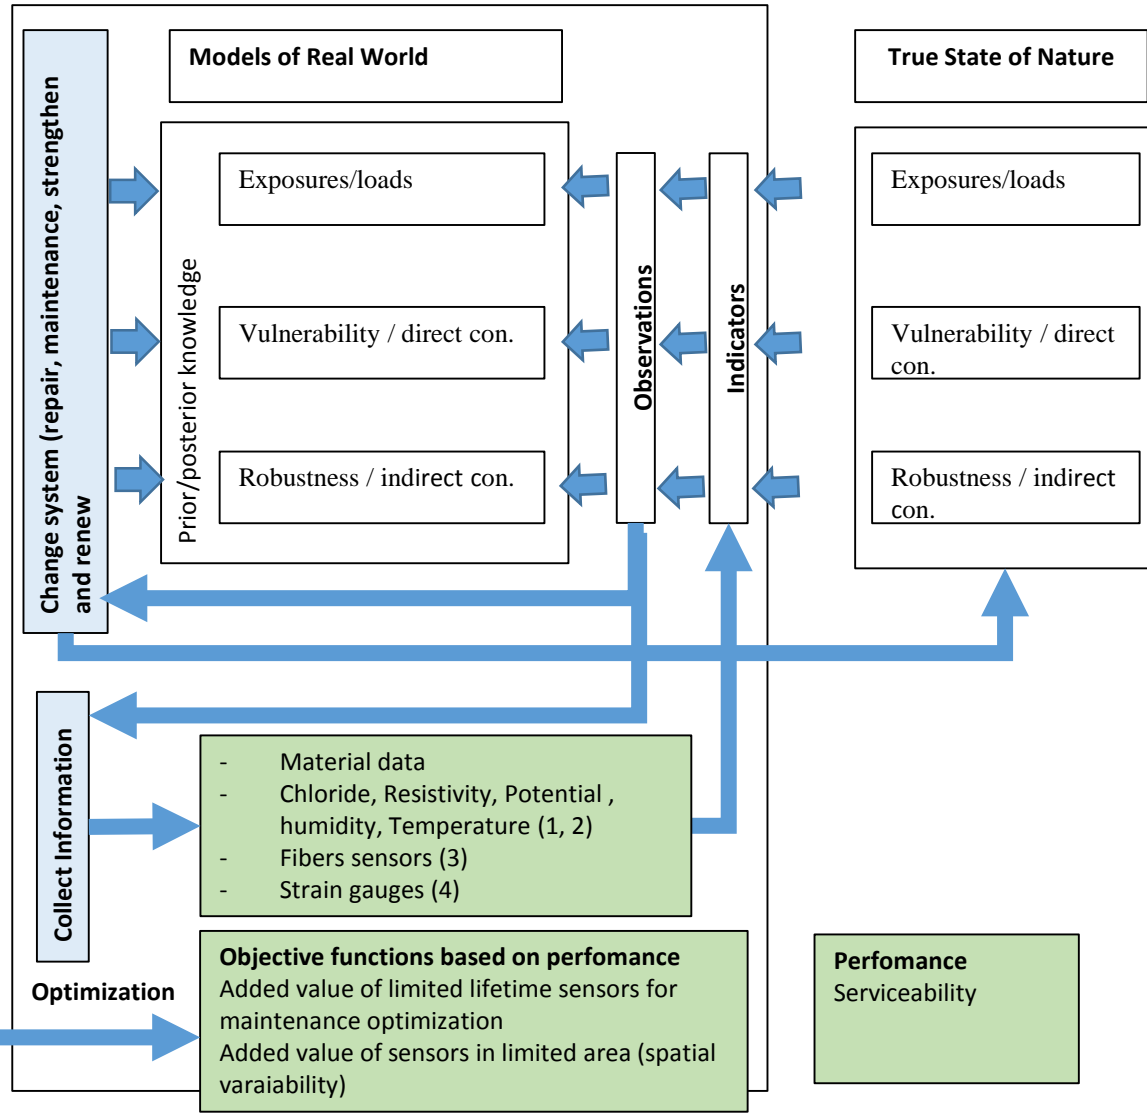 Models of Real World
True State of Nature
Change system (repair, maintenance, strengthen
and renew
Prior/posterior knowledge
Exposures/loads
Vulnerability / direct con.
Robustness / indirect con.
Observations
Indicators
Exposures/loads
Vulnerability / direct
con.
Robustness / indirect
con.
Collect Information
- Material data
- Chloride, Resistivity, Potential ,
humidity, Temperature (1, 2)
- Fibers sensors (3)
- Strain gauges (4)
Optimization
Objective functions based on perfomance
Added value of limited lifetime sensors for
maintenance optimization
Added value of sensors in limited area (spatial
varaiability)
Perfomance
Serviceability